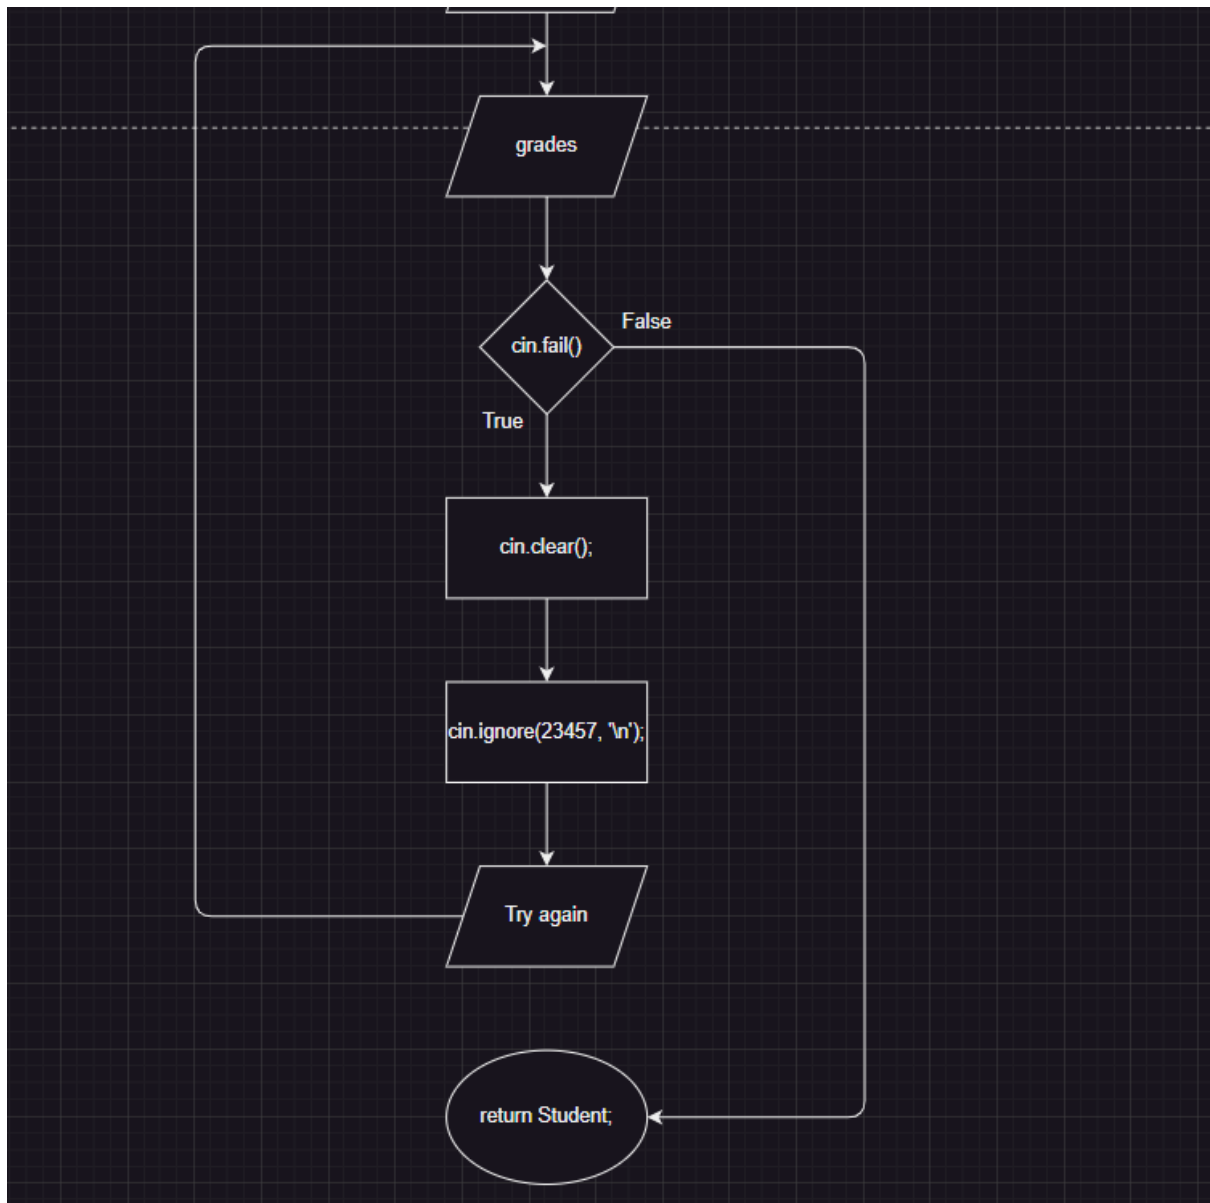 grades
cin.fail()
False
True
cin.clear();
cin.ignore(23457, '\n');
Try again
return Student;